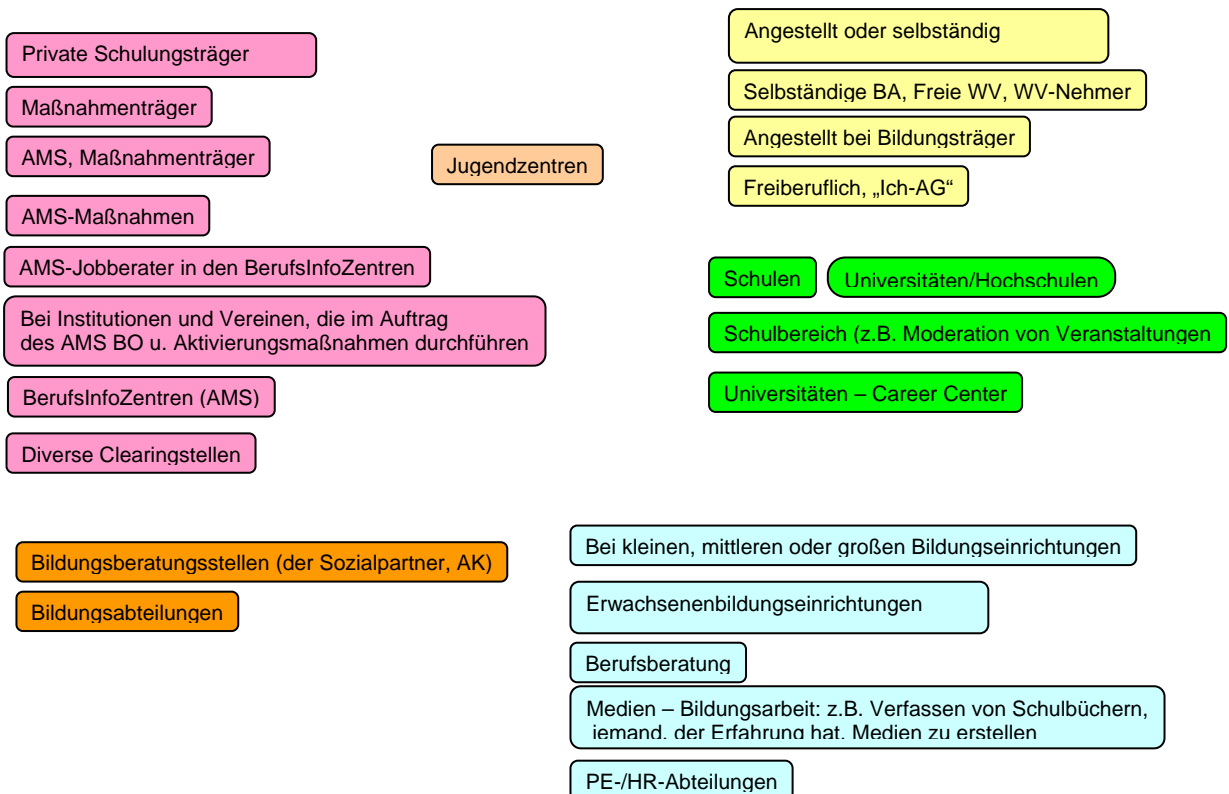 Private Schulungsträger
Maßnahmenträger
AMS, Maßnahmenträger
AMS-Maßnahmen
AMS-Jobberater in den BerufsInfoZentren
Bei Institutionen und Vereinen, die im Auftrag
des AMS BO u. Aktivierungsmaßnahmen durchführen
BerufsInfoZentren (AMS)
Diverse Clearingstellen
Jugendzentren
Angestellt oder selbständig
Selbständige BA, Freie WV, WV-Nehmer
Angestellt bei Bildungsträger
Freiberuflich, „Ich-AG“
Schulen
Universitäten/Hochschulen
Schulbereich (z.B. Moderation von Veranstaltungen
Universitäten – Career Center
Bildungsberatungsstellen (der Sozialpartner, AK)
Bildungsabteilungen
Bei kleinen, mittleren oder großen Bildungseinrichtungen
Erwachsenenbildungseinrichtungen
Berufsberatung
Medien – Bildungsarbeit: z.B. Verfassen von Schulbüchern,
jemand, der Erfahrung hat, Medien zu erstellen
PE-/HR-Abteilungen